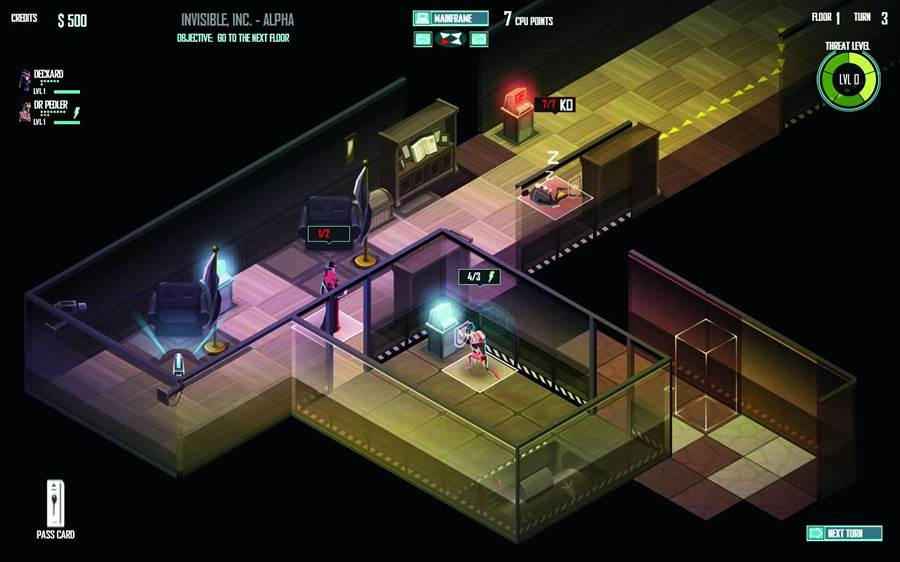 CREDITS $ 500
INVISIBLE, INC. - ALPHA
OBJECTIVE: GO TO THE NEXT FLOOR
MAINFRAME
7 CPU POINTS
FLOOR 1 TURN 3
THREAT LEVEL
LVL 0
DECKARD
LVL 1
DR PEDLER
LVL 1
7/7 KO
Z
Z
1/2
4/3
PASS CARD
NEXT TURN